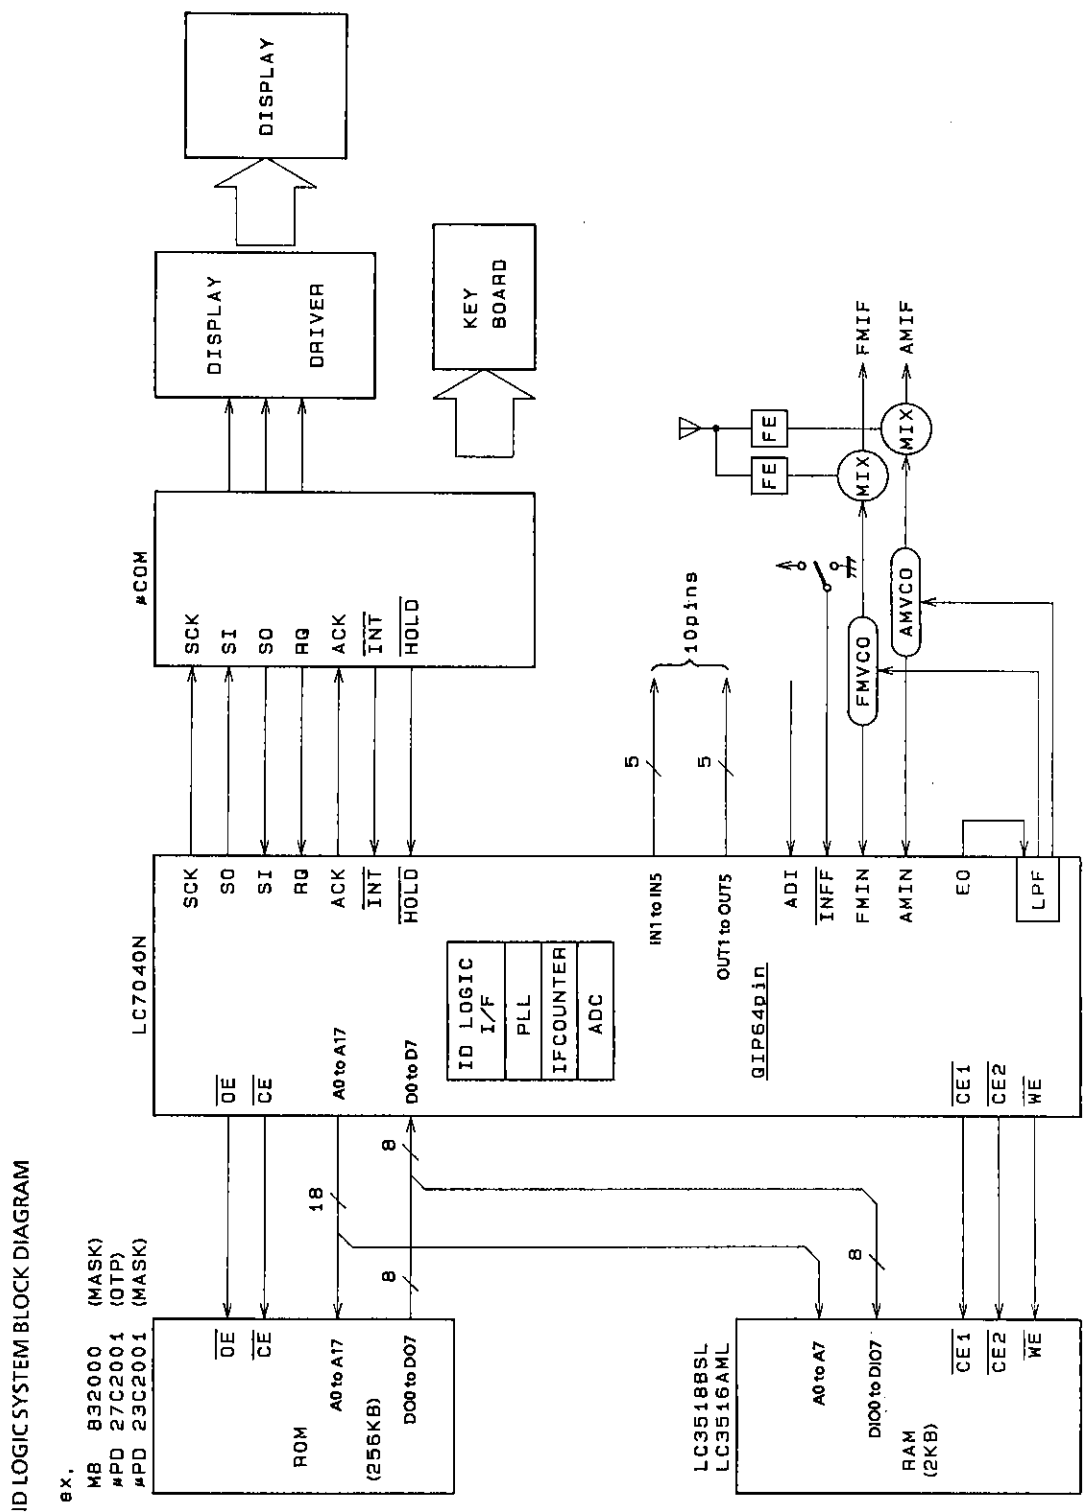 ID LOGIC SYSTEM BLOCK DIAGRAM
ex.
MB 832000 (MASK)
μPD 27C2001 (OTP)
μPD 23C2001 (MASK)
OE
CE
ROM
A0 to A17
(256KB)
DO0 to DO7
18
8
8
LC3518BSL
LC3516AML
A0 to A7
DIO0 to DIO7
RAM
(2KB)
CE1
CE2
WE
8
LC7040N
OE
CE
A0 to A17
D0 to D7
CE1
CE2
WE
ID LOGIC
I/F
PLL
IFCOUNTER
ADC
QIP64pin
SCK
SO
SI
RQ
ACK
INT
HOLD
IN1 to IN5
OUT1 to OUT5
ADI
INFF
FMIN
AMIN
EO
LPF
5
5
10pins
μCOM
SCK
SI
SO
RQ
ACK
INT
HOLD
FMVCO
AMVCO
MIX
MIX
FE
FE
FMIF
AMIF
DISPLAY
DRIVER
KEY
BOARD
DISPLAY